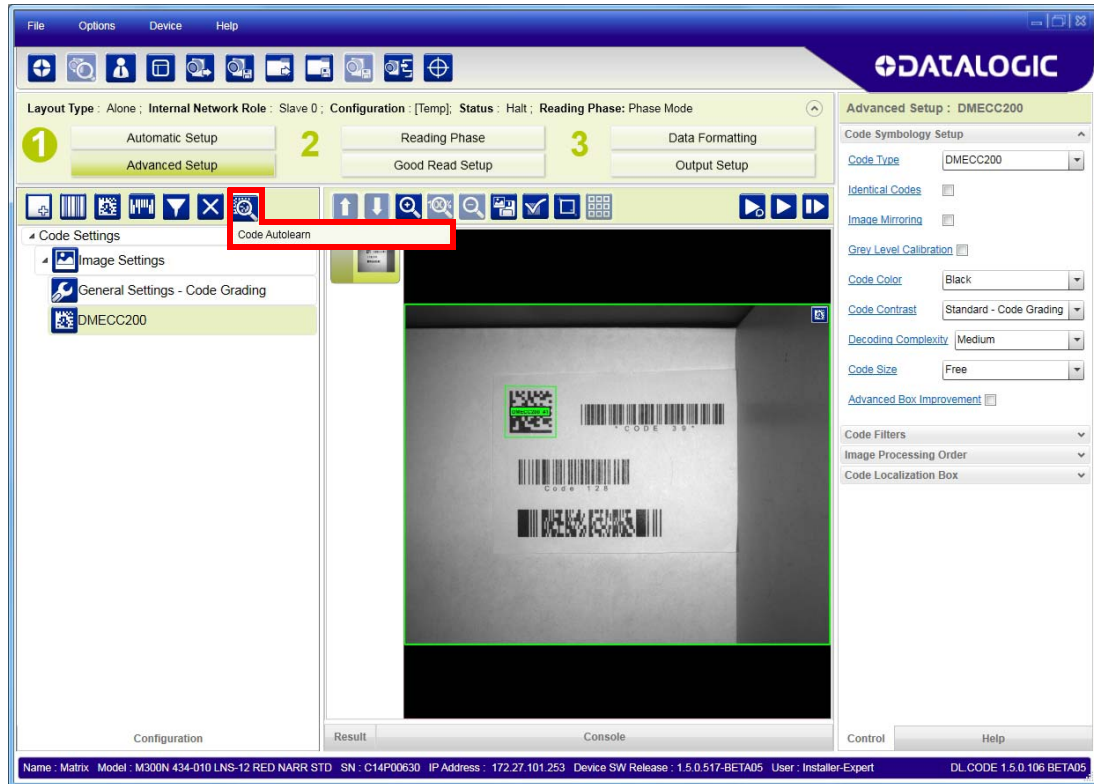 File Options Device Help
DATALOGIC
Layout Type : Alone ; Internal Network Role : Slave 0 ; Configuration : [Temp]; Status : Halt ; Reading Phase: Phase Mode
1 Automatic Setup 2 Reading Phase 3 Data Formatting
Advanced Setup Good Read Setup Output Setup
Code Autolearn
Code Settings
Image Settings
General Settings - Code Grading
DMECC200
DMECC200 #1
*CODE 39*
Code 128
Advanced Setup : DMECC200
Code Symbology Setup
Code Type DMECC200
Identical Codes
Image Mirroring
Grey Level Calibration
Code Color Black
Code Contrast Standard - Code Grading
Decoding Complexity Medium
Code Size Free
Advanced Box Improvement
Code Filters
Image Processing Order
Code Localization Box
Configuration Result Console Control Help
Name : Matrix Model : M300N 434-010 LNS-12 RED NARR STD SN : C14P00630 IP Address : 172.27.101.253 Device SW Release : 1.5.0.517-BETA05 User : Installer-Expert DL.CODE 1.5.0.106 BETA05